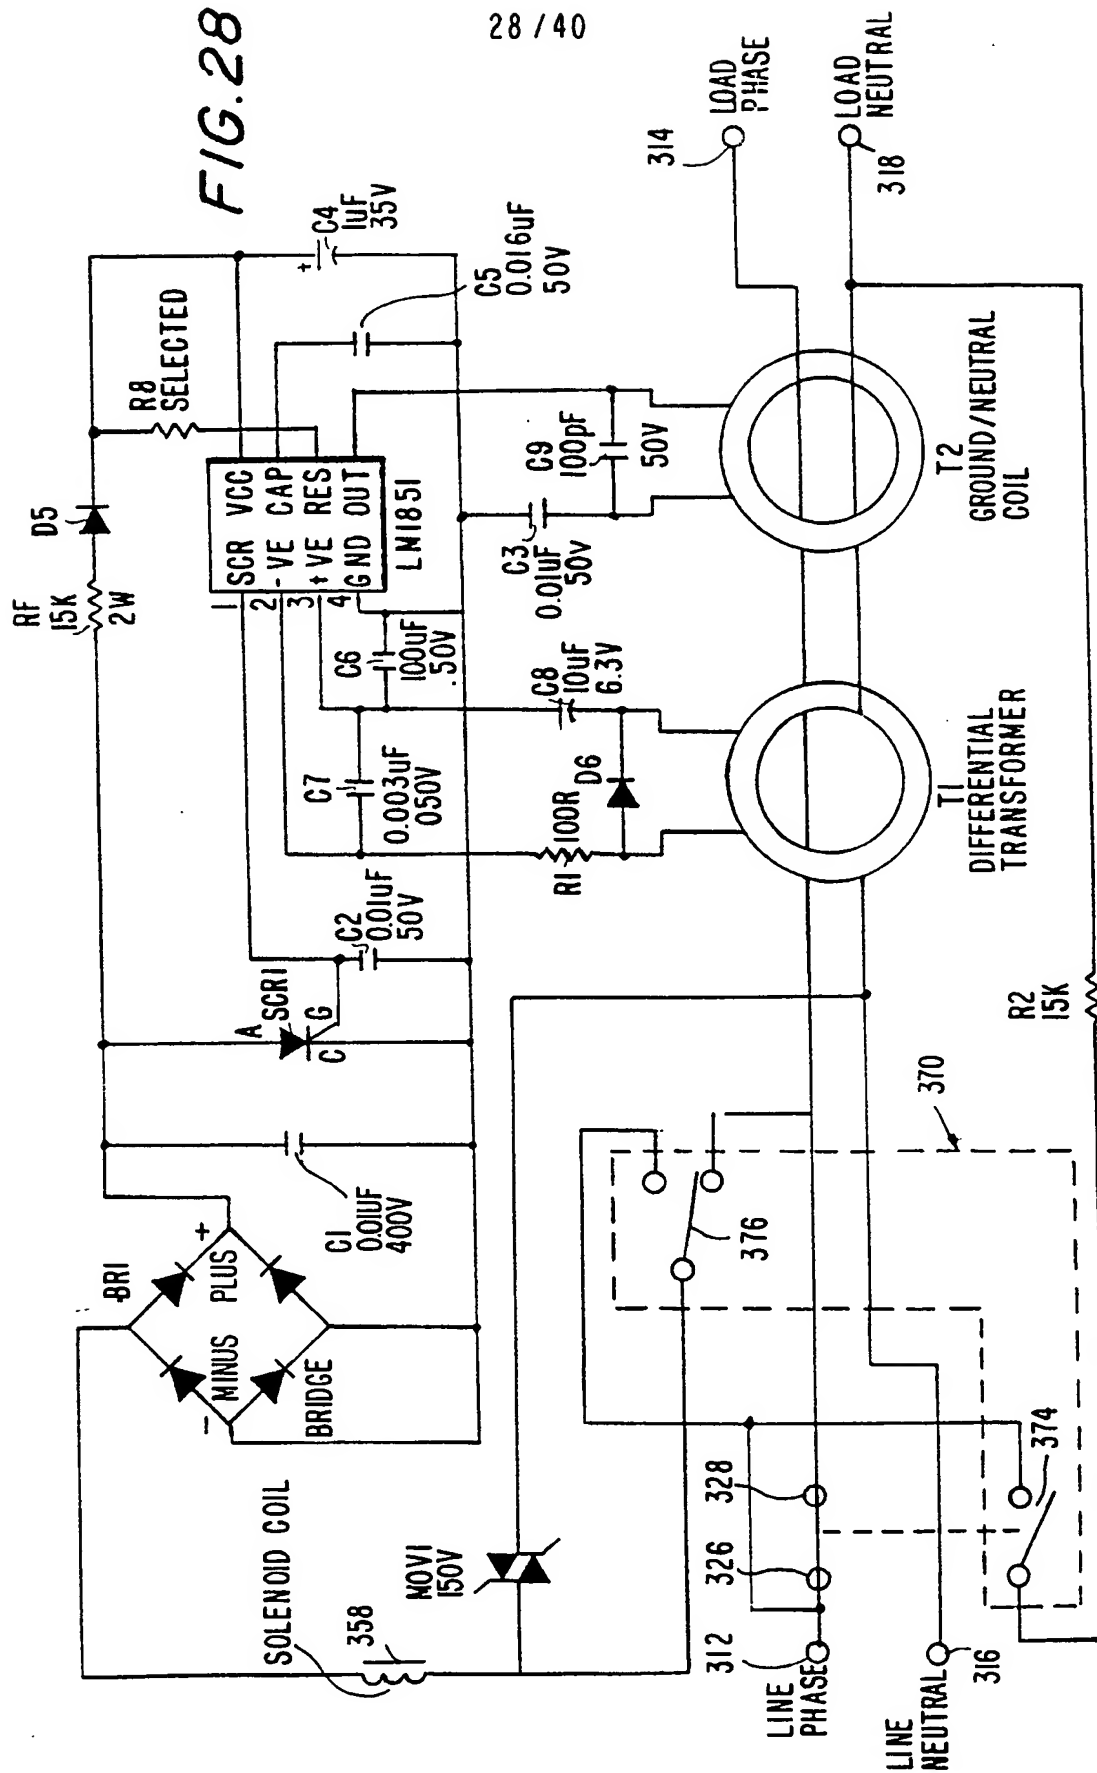 28/40
FIG.28
RF
15K
2W
D5
R8
SELECTED
C4
1uF
35V
+
C5
0.016uF
50V
SCR VCC
-VE CAP
+VE RES
GND OUT
LM1851
1
2
3
4
C6
100uF
.50V
C7
0.003uF
050V
C8
10uF
6.3V
D6
R1
100R
C3
0.01uF
50V
C9
100pF
50V
C2
0.01uF
50V
A
SCR1
G
C
C1
0.01UF
400V
BR1
+
PLUS
MINUS
-
BRIDGE
SOLENOID COIL
358
MOV1
150V
T1
DIFFERENTIAL
TRANSFORMER
T2
GROUND/NEUTRAL
COIL
314
LOAD
PHASE
LOAD
NEUTRAL
318
R2
15K
370
376
374
328
326
312
LINE
PHASE
316
LINE
NEUTRAL